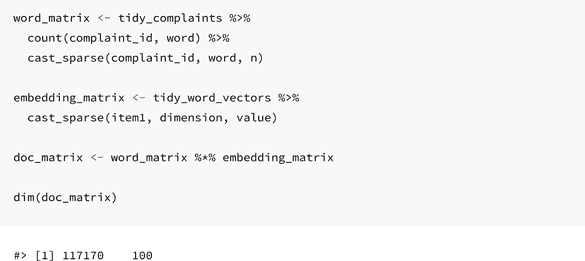 word_matrix <- tidy_complaints %>%
  count(complaint_id, word) %>%
  cast_sparse(complaint_id, word, n)
embedding_matrix <- tidy_word_vectors %>%
  cast_sparse(item1, dimension, value)
doc_matrix <- word_matrix %*% embedding_matrix
dim(doc_matrix)
#> [1] 117170    100